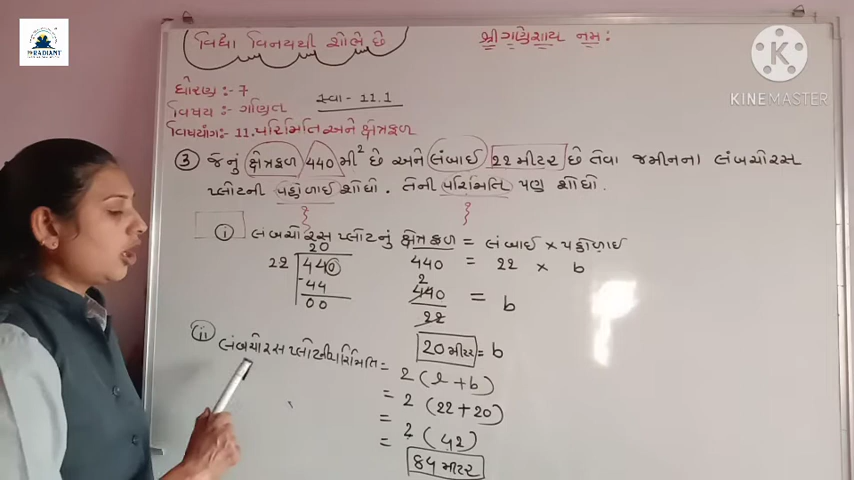 RADIANT
વિદ્યા વિનયથી શોભે છે
શ્રી ગણેશાય નમઃ
KINEMASTER
ધોરણ :- 7
સ્વા - 11.1
વિષય :- ગણિત
વિષયાંગ :- 11. પરિમિતિ અને ક્ષેત્રફળ
③ જેનું ક્ષેત્રફળ 440 મી² છે અને લંબાઈ 22 મીટર છે તેવા જમીનના લંબચોરસ
પ્લોટની પહોળાઈ શોધો. તેની પરિમિતિ પણ શોધો.
(i) લંબચોરસ પ્લોટનું ક્ષેત્રફળ = લંબાઈ × પહોળાઈ
20
22 440
- 44
00
440 = 22 × b
2
440 = b
22
20 મીટર = b
(ii) લંબચોરસ પ્લોટની પરિમિતિ =
2 (l + b)
= 2 (22 + 20)
= 2 (42)
= 84 મીટર